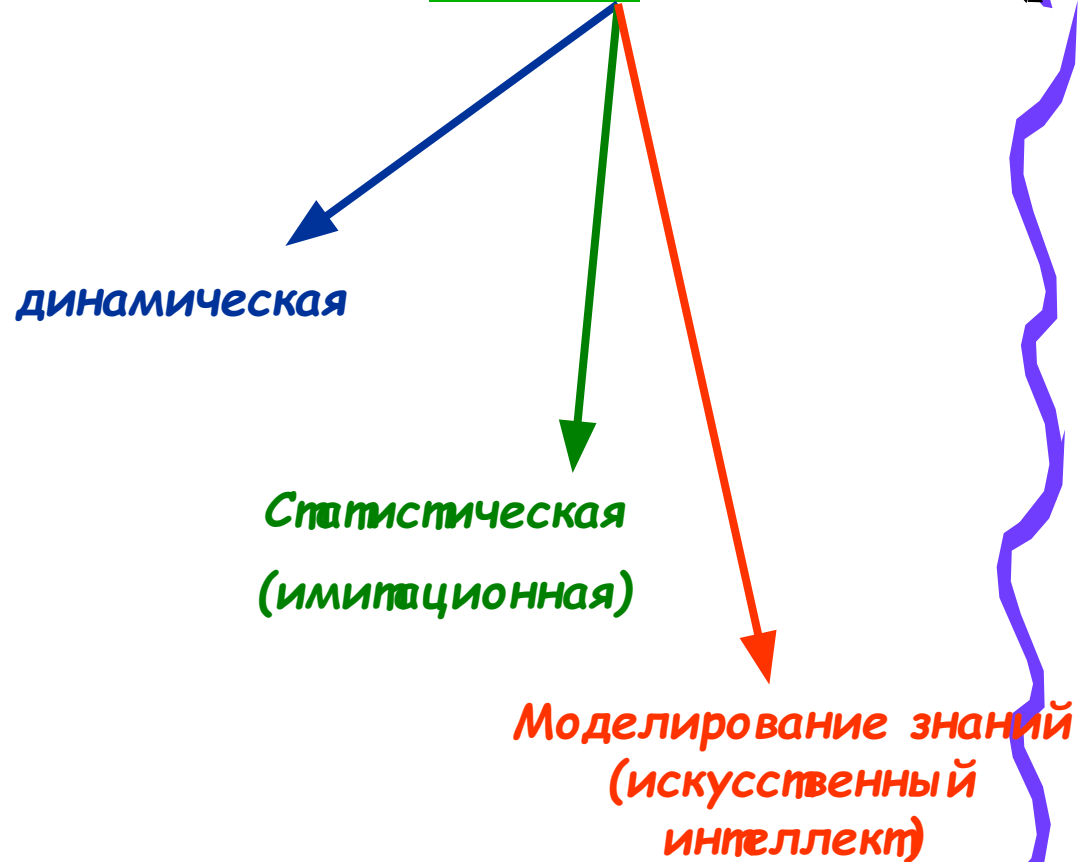 динамическая
Статистическая
(имитационная)
Моделирование знаний
(искусственный
интеллект)